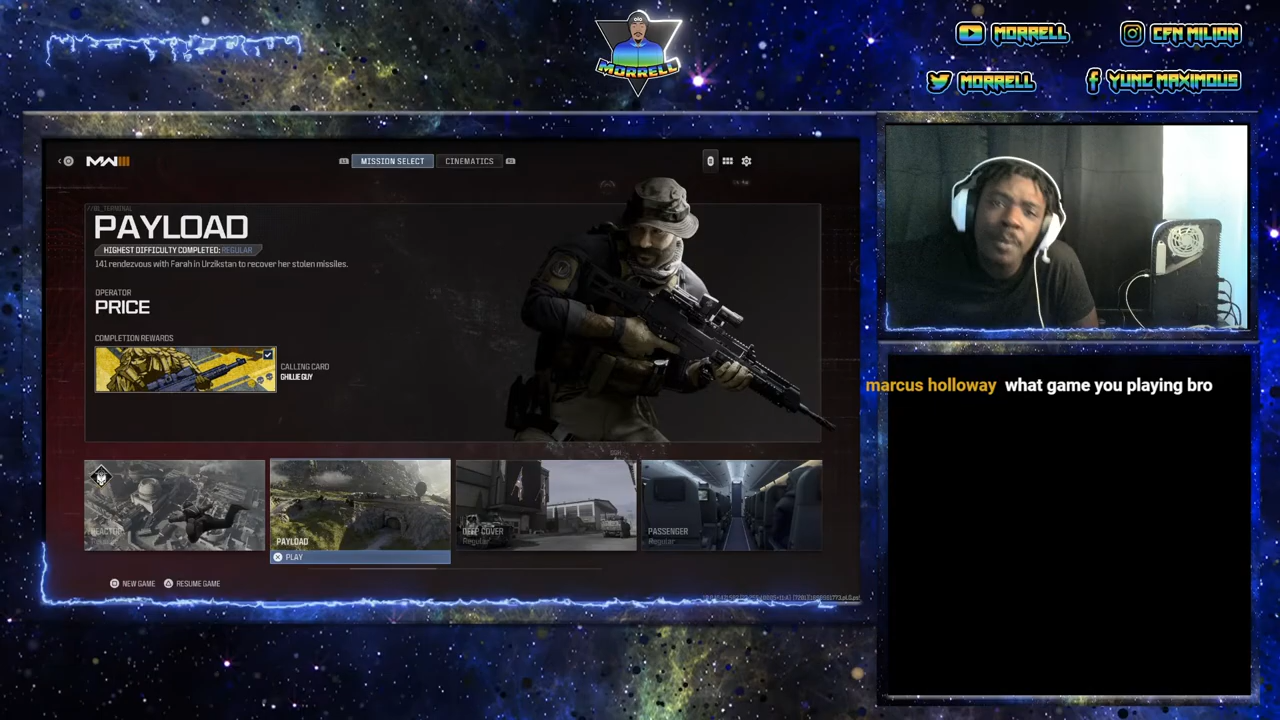 MORRELL
MORRELL
CFN MILION
MORRELL
YUNG MAXIMOUS
MWIII
MISSION SELECT
CINEMATICS
PAYLOAD
HIGHEST DIFFICULTY COMPLETED: REGULAR
141 rendezvous with Farah in Urzikstan to recover her stolen missiles.
OPERATOR
PRICE
COMPLETION REWARDS
CALLING CARD
GHILLIE GUY
marcus holloway what game you playing bro
REACTOR
Regular
PAYLOAD
PLAY
DEEP COVER
Regular
PASSENGER
Regular
NEW GAME
RESUME GAME